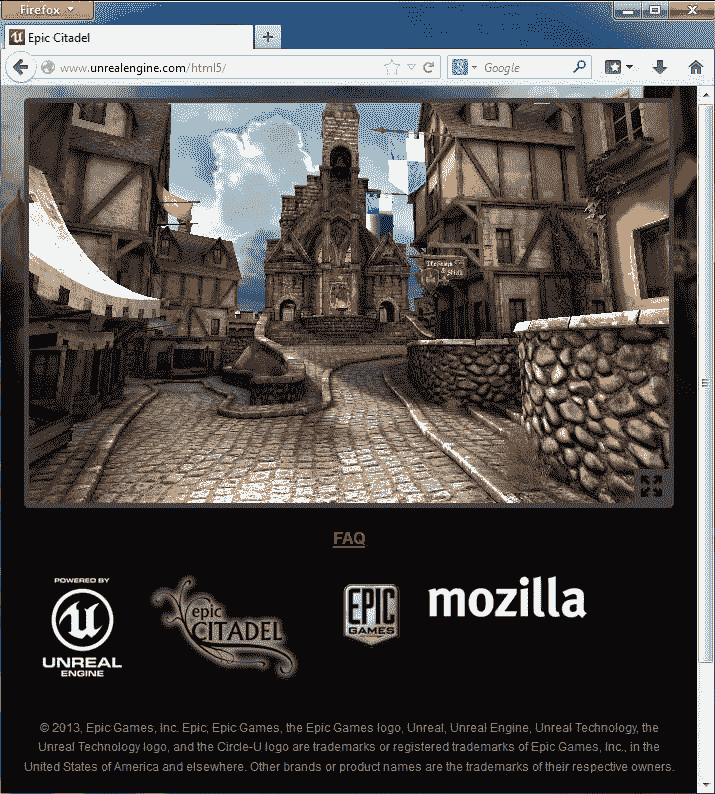 Firefox
Epic Citadel
www.unrealengine.com/html5/
Google
FAQ
POWERED BY
UNREAL
ENGINE
epic
CITADEL
EPIC
GAMES
mozilla
© 2013, Epic Games, Inc. Epic, Epic Games, the Epic Games logo, Unreal, Unreal Engine, Unreal Technology, the
Unreal Technology logo, and the Circle-U logo are trademarks or registered trademarks of Epic Games, Inc., in the
United States of America and elsewhere. Other brands or product names are the trademarks of their respective owners.